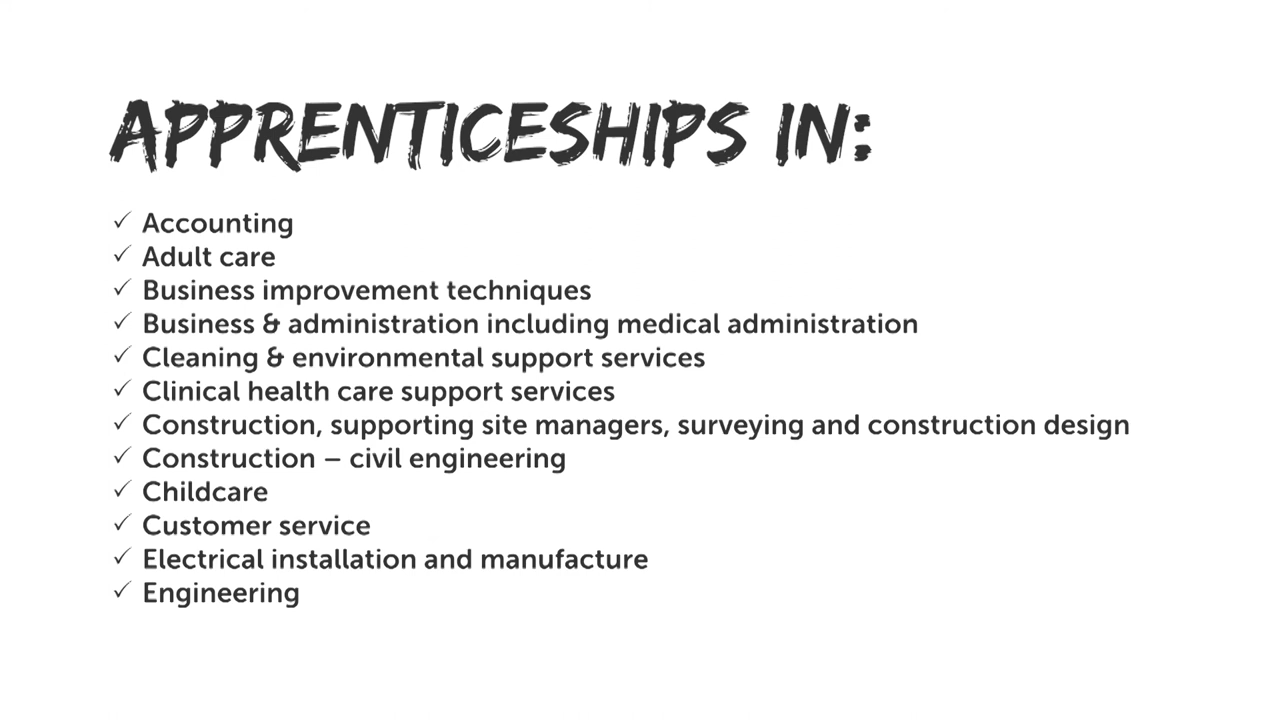 APPRENTICESHIPS IN:
✓ Accounting
✓ Adult care
✓ Business improvement techniques
✓ Business & administration including medical administration
✓ Cleaning & environmental support services
✓ Clinical health care support services
✓ Construction, supporting site managers, surveying and construction design
✓ Construction – civil engineering
✓ Childcare
✓ Customer service
✓ Electrical installation and manufacture
✓ Engineering